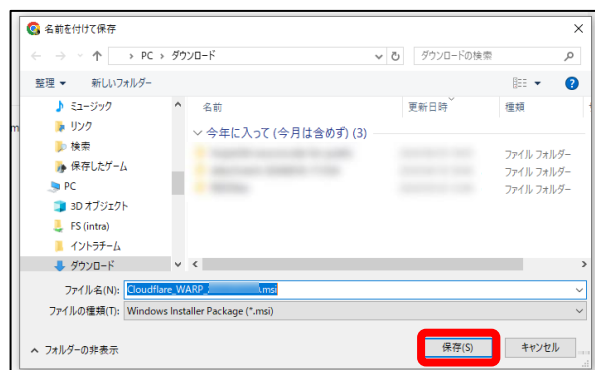 名前を付けて保存
PC › ダウンロード
ダウンロードの検索
整理 ▼ 新しいフォルダー
ミュージック
リンク
検索
保存したゲーム
PC
3D オブジェクト
FS (intra)
イントラチーム
ダウンロード
名前 更新日時 種類
今年に入って (今月は含めず) (3)
ファイル フォルダー
ファイル フォルダー
ファイル フォルダー
ファイル名(N): Cloudflare_WARP_ .msi
ファイルの種類(T): Windows Installer Package (*.msi)
フォルダーの非表示
保存(S) キャンセル